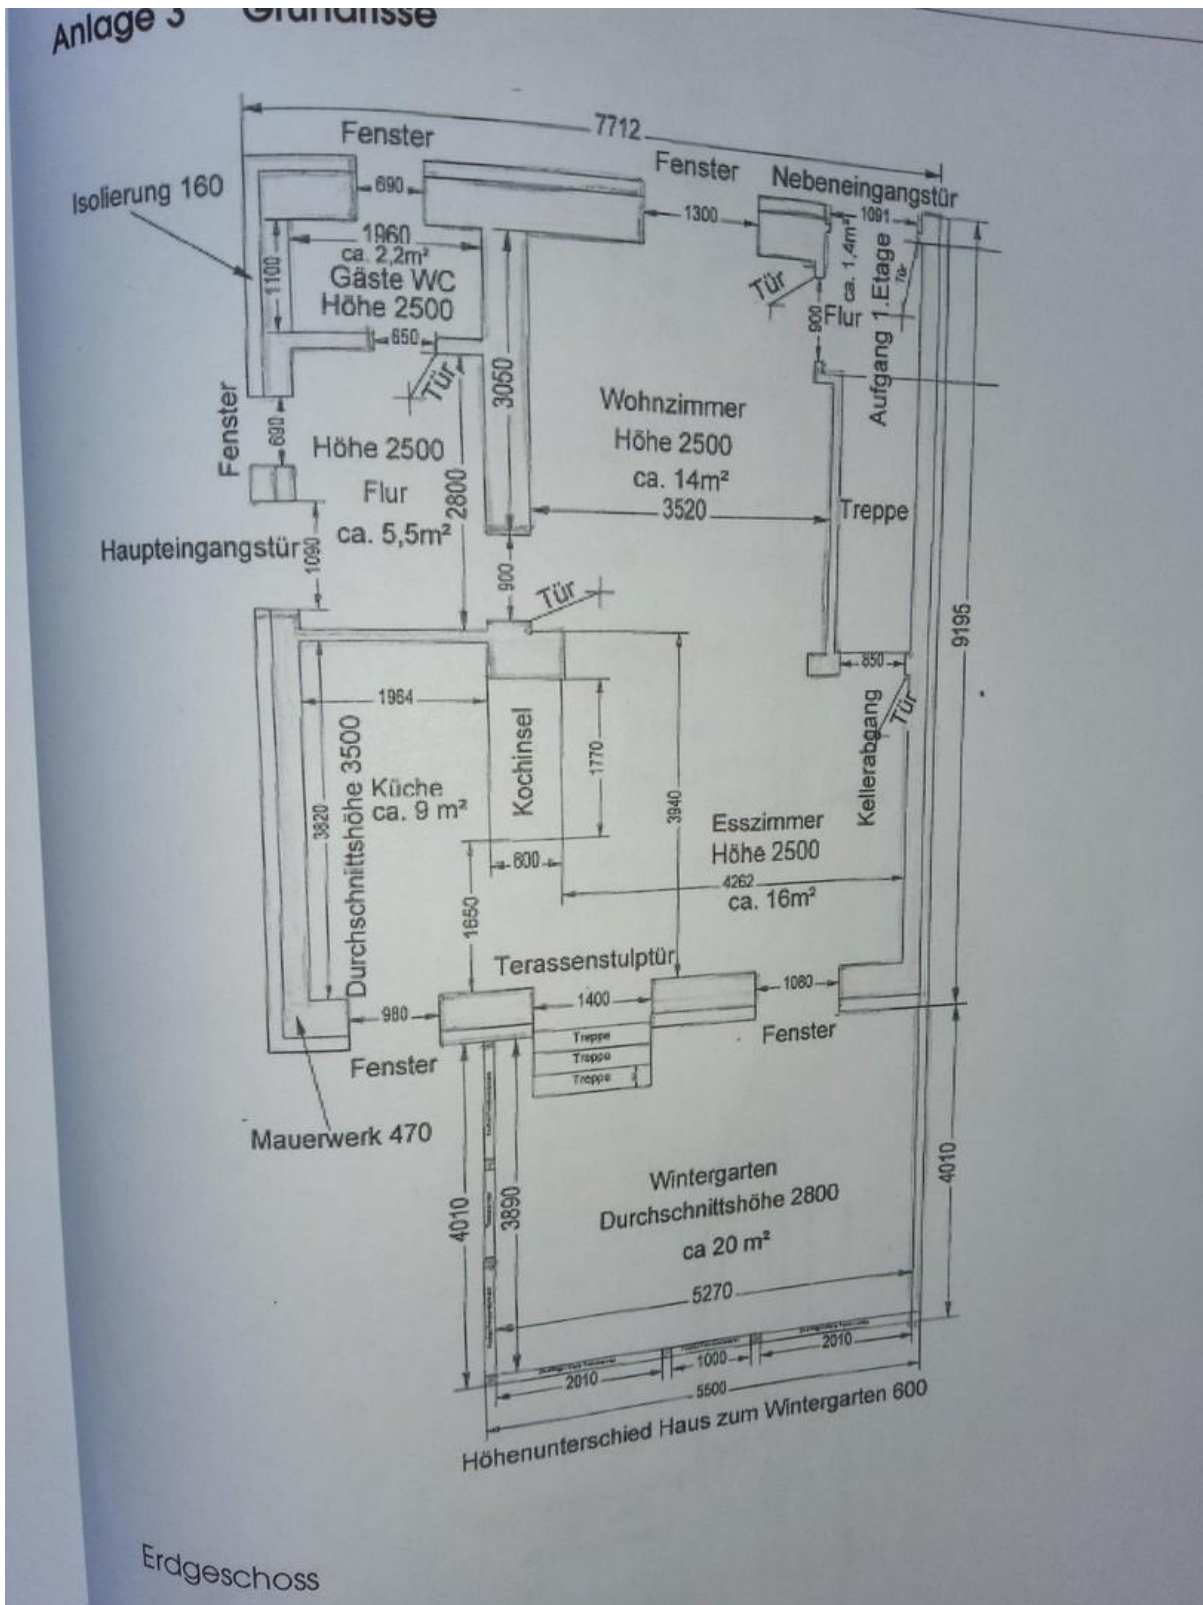 Anlage 3 Grundrisse
7712
Fenster
Fenster
Nebeneingangstür
Isolierung 160
690
1300
1091
1960
ca. 2,2m²
Gäste WC
Höhe 2500
1100
ca. 1,4m²
Aufgang 1.Etage
Tür
Tür
Flur
900
650
Tür
3050
Fenster
690
Höhe 2500
Flur
ca. 5,5m²
2800
Wohnzimmer
Höhe 2500
ca. 14m²
3520
Treppe
Haupteingangstür
1090
900
Tür
9195
850
Tür
Kellerabgang
1964
3820
Durchschnittshöhe 3500
Küche
ca. 9 m²
Kochinsel
1770
3940
Esszimmer
Höhe 2500
800
4262
ca. 16m²
1650
Terassenstulptür
980
1400
1060
Fenster
Treppe
Treppe
Treppe
Fenster
Mauerwerk 470
4010
3890
Wintergarten
Durchschnittshöhe 2800
ca 20 m²
4010
5270
2010
1000
2010
5500
Höhenunterschied Haus zum Wintergarten 600
Erdgeschoss